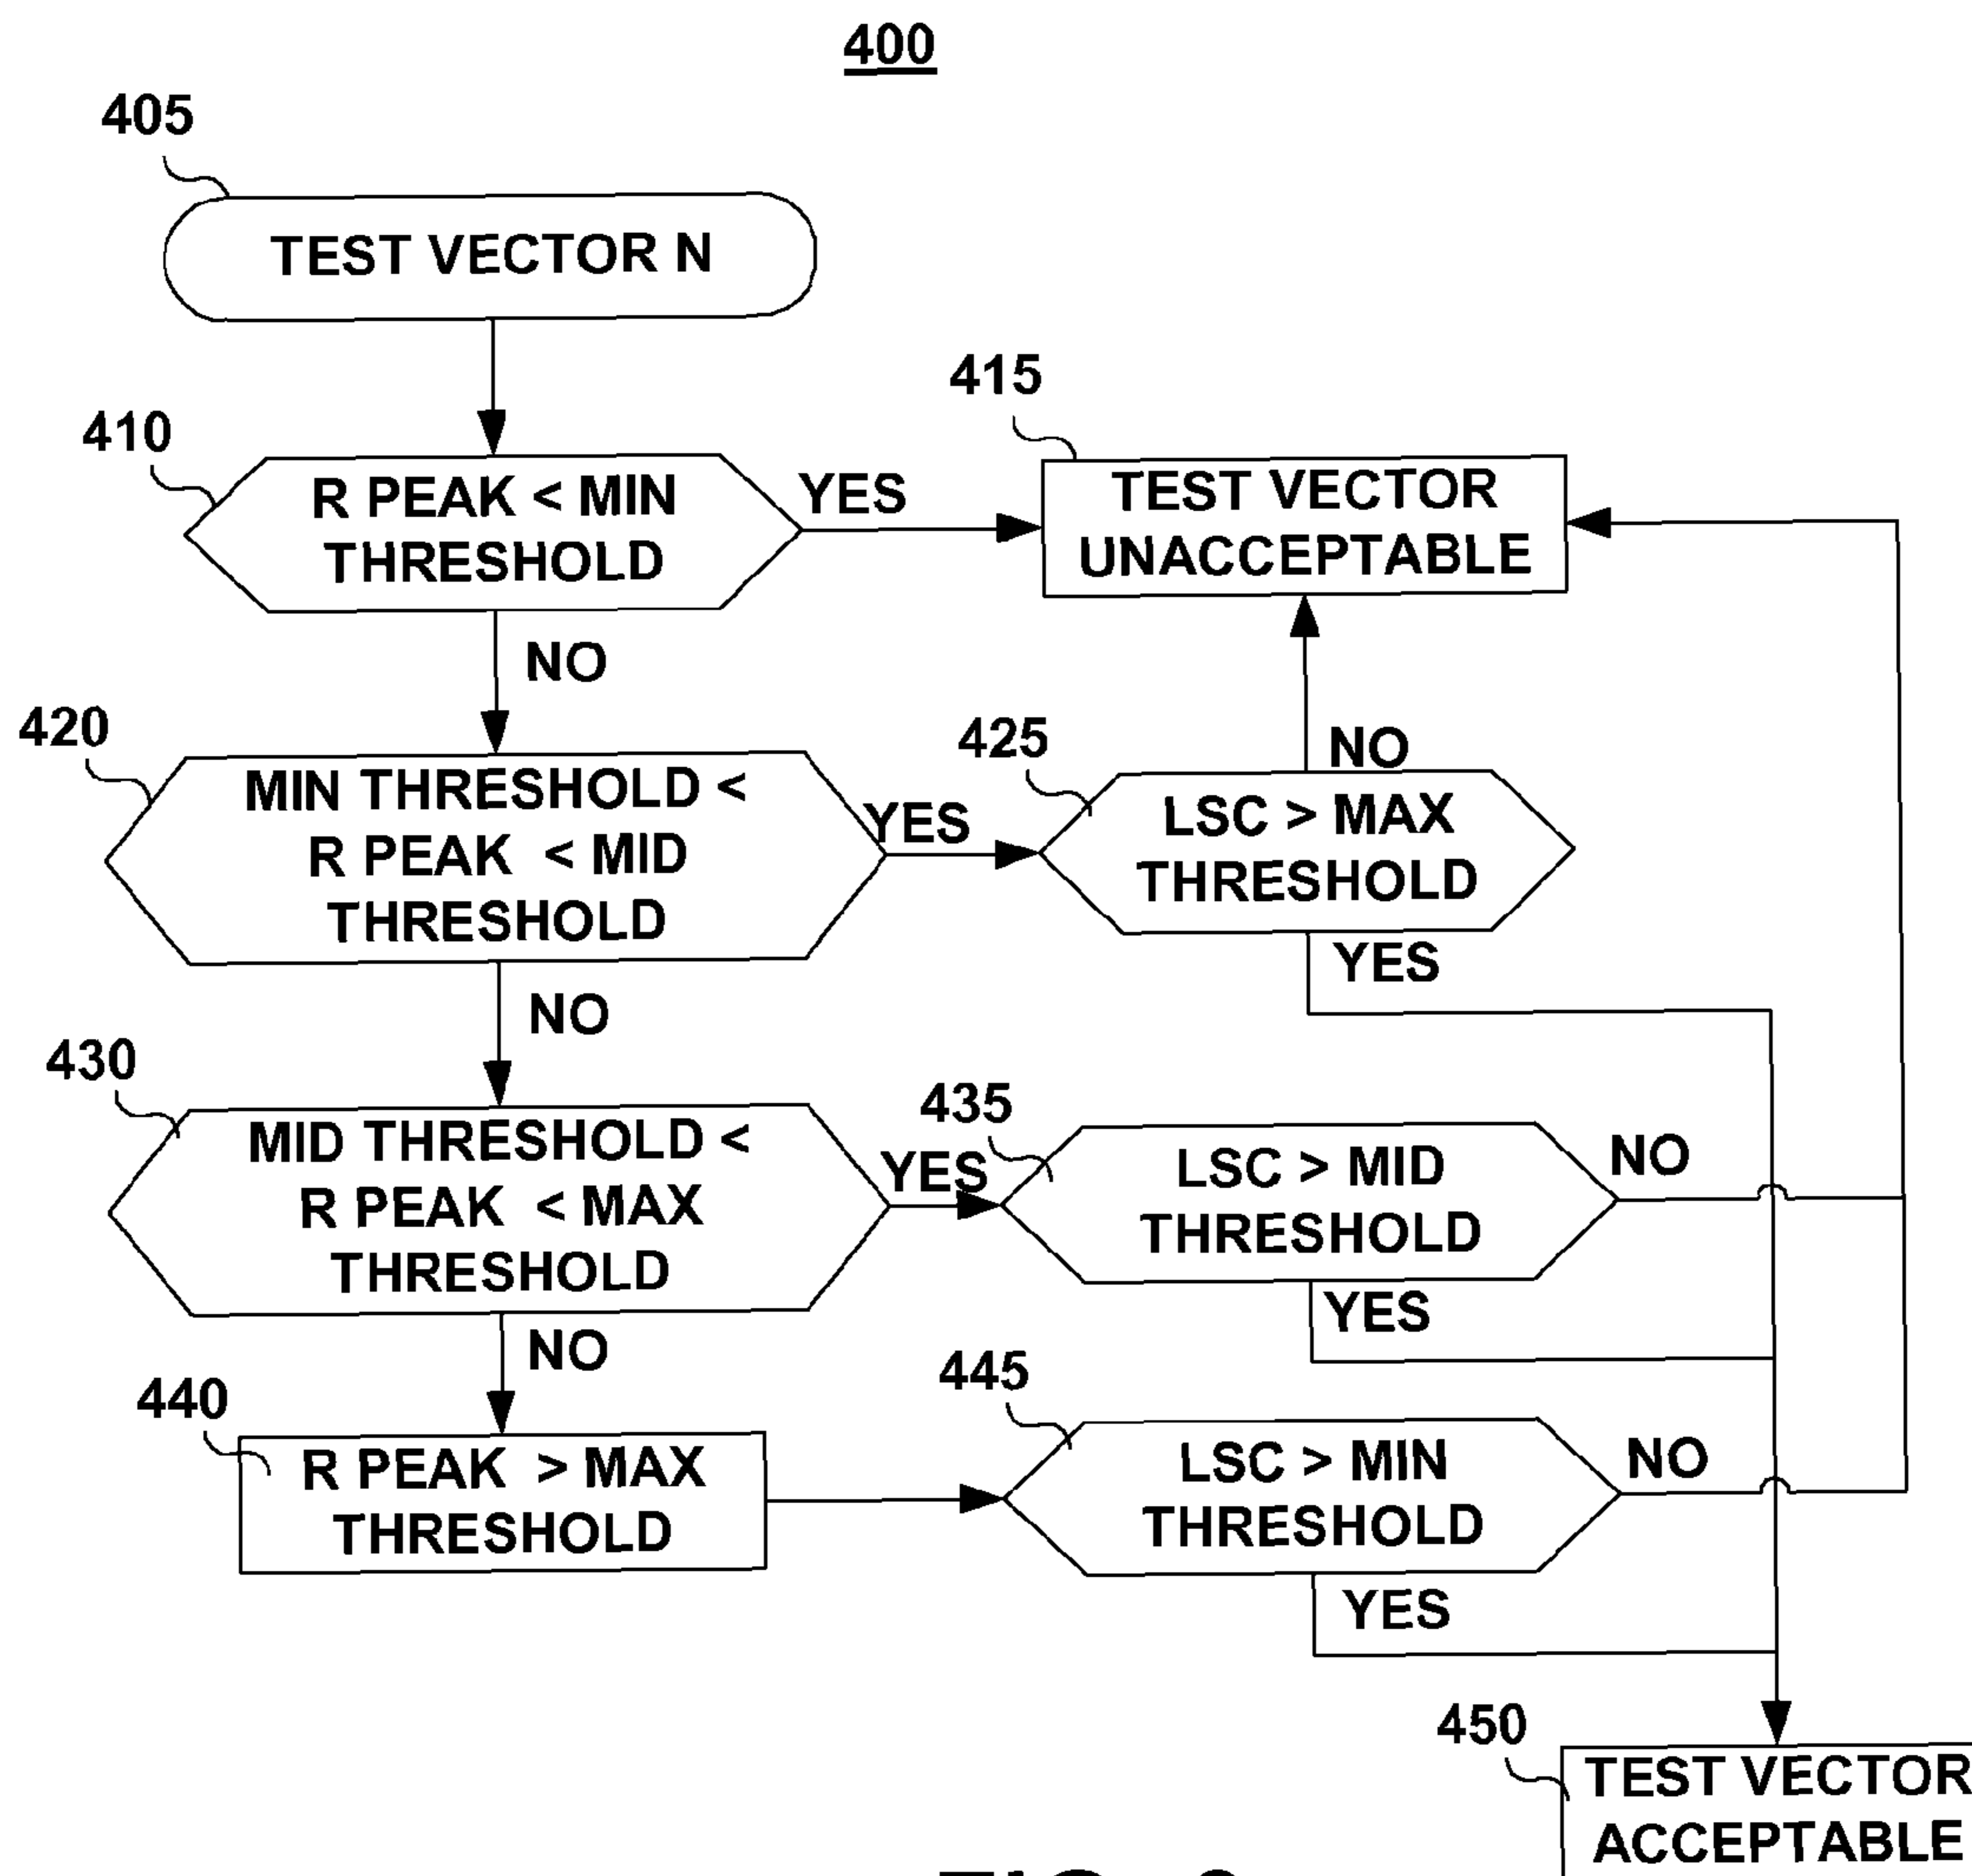 400
405
TEST VECTOR N
410
R PEAK < MIN
THRESHOLD
YES
415
TEST VECTOR
UNACCEPTABLE
NO
420
MIN THRESHOLD <
R PEAK < MID
THRESHOLD
YES
425
NO
LSC > MAX
THRESHOLD
YES
NO
430
MID THRESHOLD <
R PEAK < MAX
THRESHOLD
YES
435
LSC > MID
THRESHOLD
NO
YES
NO
440
R PEAK > MAX
THRESHOLD
445
LSC > MIN
THRESHOLD
NO
YES
450
TEST VECTOR
ACCEPTABLE